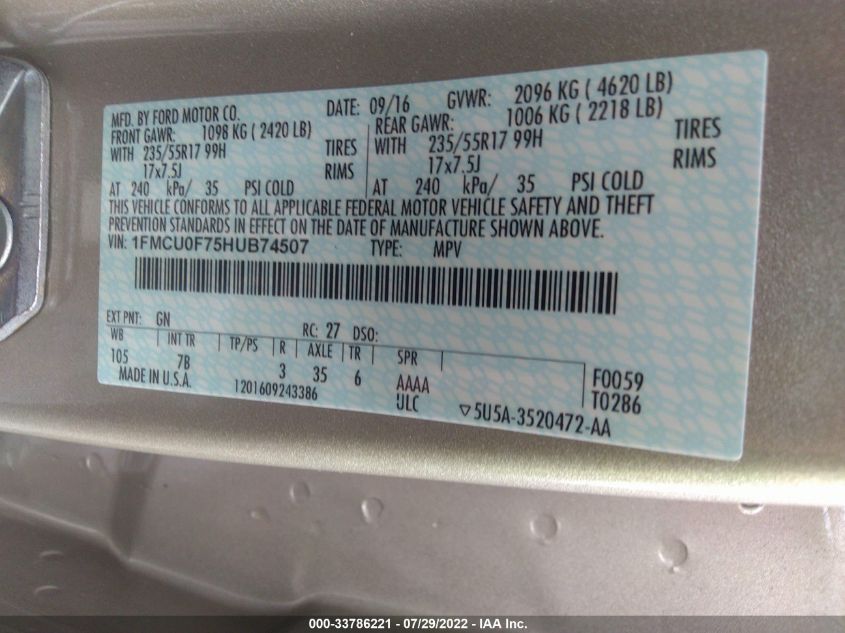 MFD. BY FORD MOTOR CO. DATE: 09/16 GVWR: 2096 KG ( 4620 LB)
FRONT GAWR: 1098 KG ( 2420 LB) REAR GAWR: 1006 KG ( 2218 LB)
WITH 235/55R17 99H TIRES WITH 235/55R17 99H TIRES
17x7.5J RIMS 17x7.5J RIMS
AT 240 kPa/ 35 PSI COLD AT 240 kPa/ 35 PSI COLD
THIS VEHICLE CONFORMS TO ALL APPLICABLE FEDERAL MOTOR VEHICLE SAFETY AND THEFT
PREVENTION STANDARDS IN EFFECT ON THE DATE OF MANUFACTURE SHOWN ABOVE.
VIN: 1FMCU0F75HUB74507 TYPE: MPV
EXT PNT: GN RC: 27 DSO:
WB INT TR TP/PS R AXLE TR SPR
105 7B 3 35 6 AAAA F0059
MADE IN U.S.A. 1201609243386 ULC ▽5U5A-3520472-AA T0286
000-33786221 - 07/29/2022 - IAA Inc.